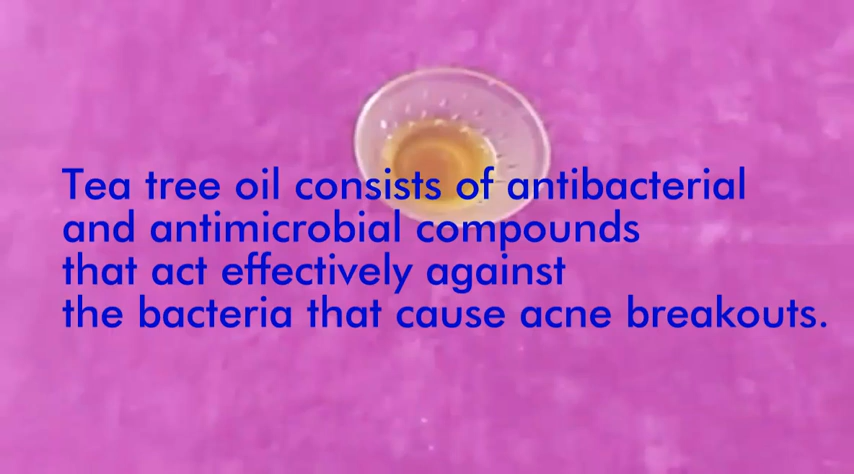 Tea tree oil consists of antibacterial
and antimicrobial compounds
that act effectively against
the bacteria that cause acne breakouts.